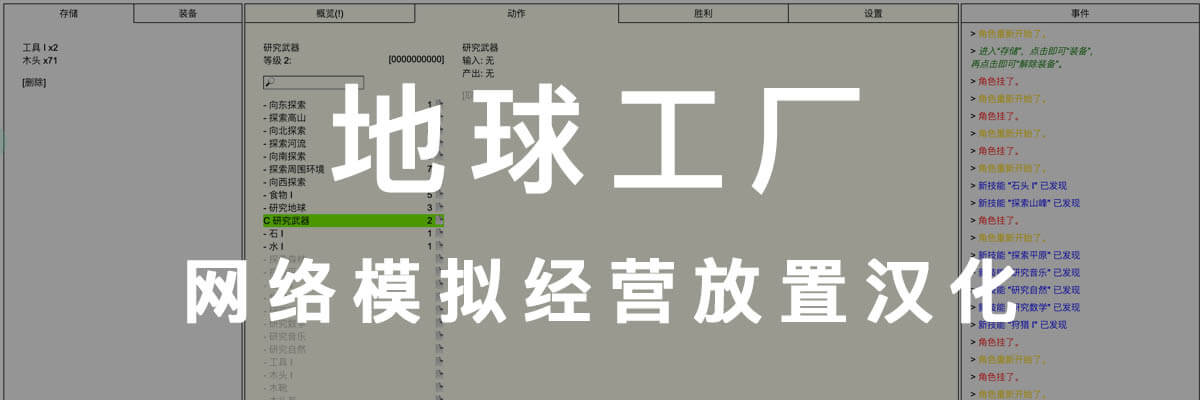 存储
装备
概览(!)
动作
胜利
设置
事件
工具 I x2
木头 x71
[删除]
研究武器
等级 2:
[0000000000]
- 向东探索
1
- 探索高山
- 向北探索
- 探索河流
- 向南探索
- 探索周围环境
7
- 向西探索
- 食物 I
5
- 研究地球
3
C 研究武器
2
- 石 I
1
- 水 I
1
- 研究数学
- 研究音乐
- 研究自然
- 工具 I
- 木头 I
- 木靴
研究武器
输入: 无
产出: 无
地球工厂
网络模拟经营放置汉化
> 角色重新开始了。
> 进入"存储"，点击即可"装备"，
再点击即可"解除装备"。
> 角色挂了。
> 角色重新开始了。
> 角色挂了。
> 角色重新开始了。
> 角色挂了。
> 角色重新开始了。
> 新技能 "石头 I" 已发现
> 新技能 "探索山峰" 已发现
> 角色挂了。
> 角色重新开始了。
> 新技能 "探索平原" 已发现
> 新技能 "研究音乐" 已发现
> 新技能 "研究自然" 已发现
> 新技能 "研究数学" 已发现
> 新技能 "狩猎 I" 已发现
> 角色挂了。
> 角色重新开始了。
> 角色挂了。
> 角色重新开始了。